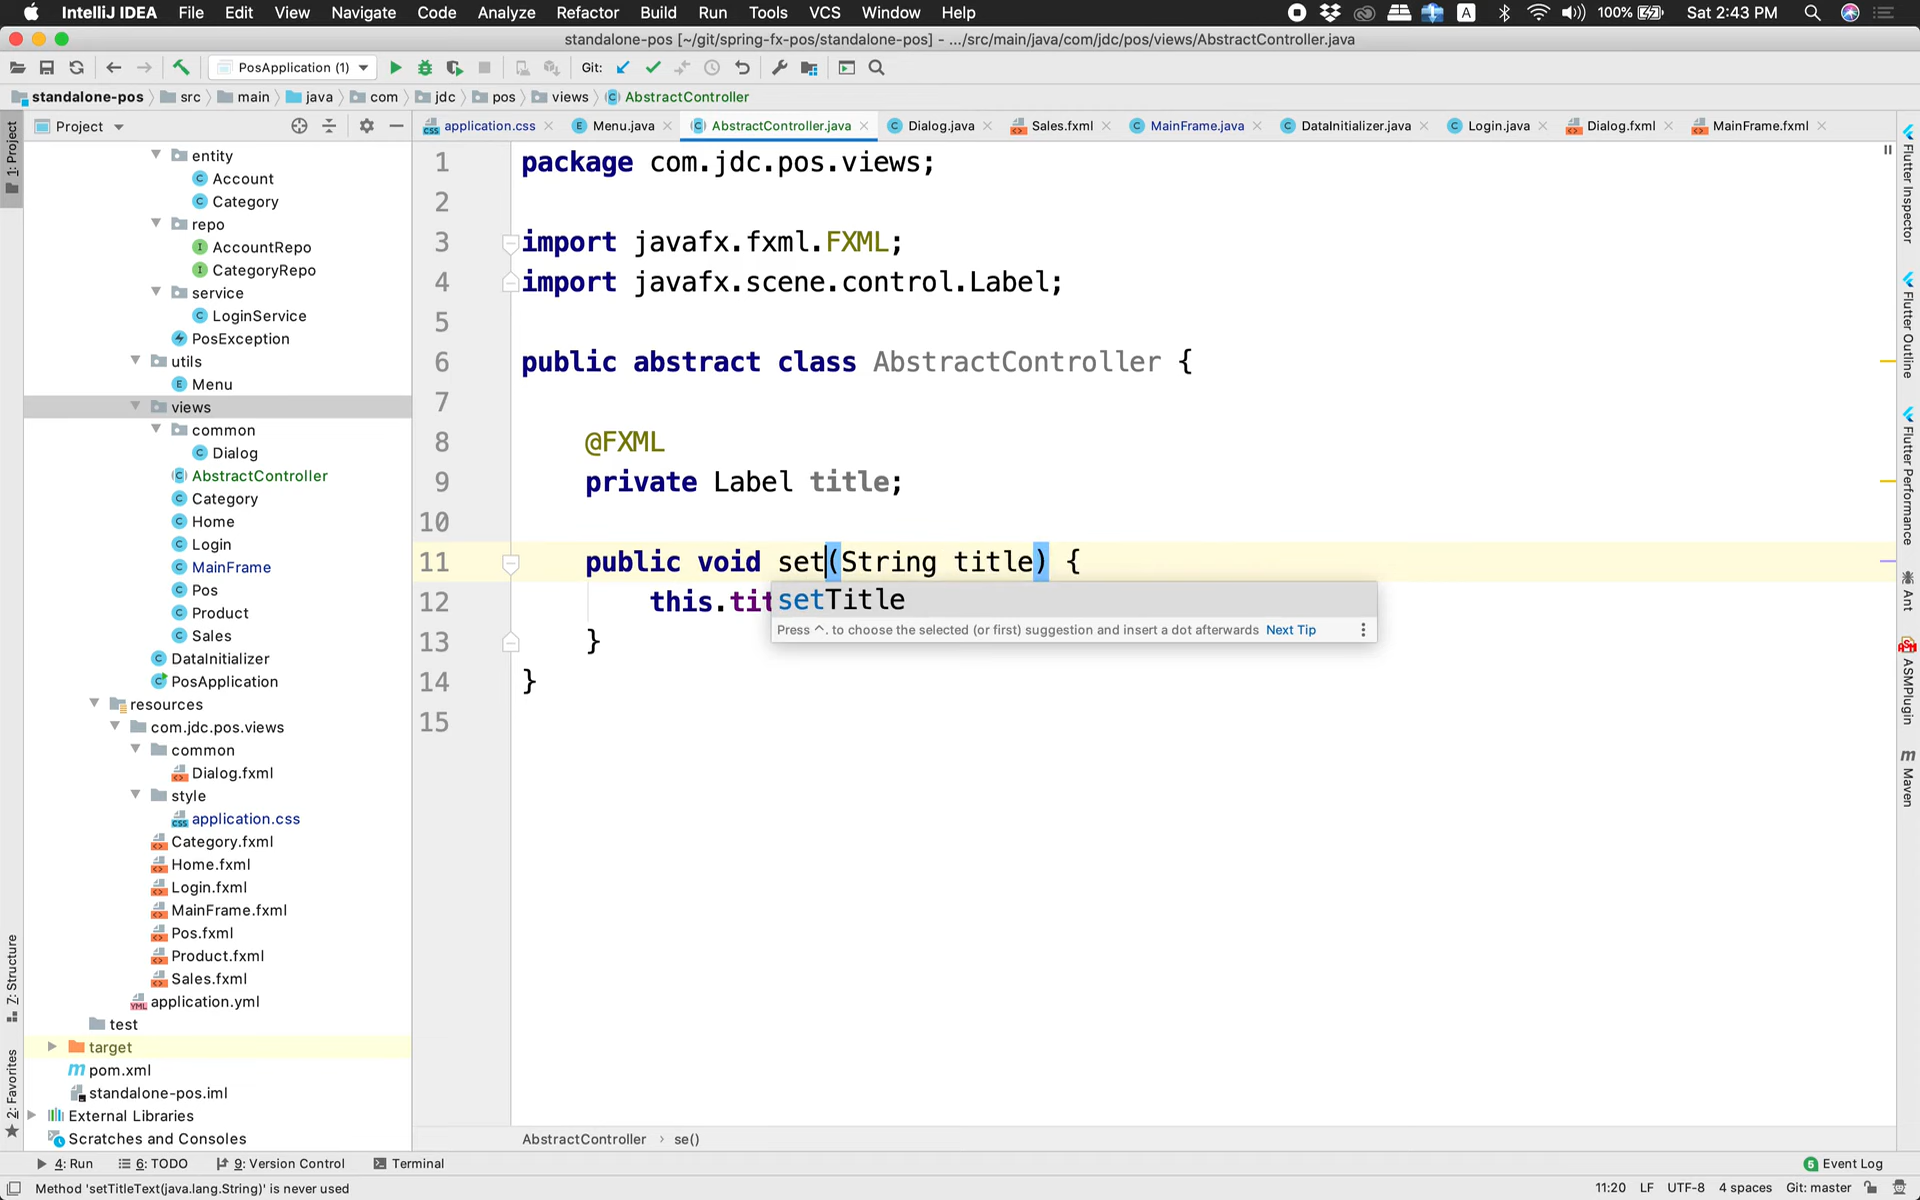 IntelliJ IDEA File Edit View Navigate Code Analyze Refactor Build Run Tools VCS Window Help A 100% Sat 2:43 PM
standalone-pos [~/git/spring-fx-pos/standalone-pos] - .../src/main/java/com/jdc/pos/views/AbstractController.java
PosApplication (1) Git:
standalone-pos src main java com jdc pos views AbstractController
Project
application.css Menu.java AbstractController.java Dialog.java Sales.fxml MainFrame.java DataInitializer.java Login.java Dialog.fxml MainFrame.fxml
1: Project
Z: Structure
2: Favorites
entity
Account
Category
repo
AccountRepo
CategoryRepo
service
LoginService
PosException
utils
Menu
views
common
Dialog
AbstractController
Category
Home
Login
MainFrame
Pos
Product
Sales
DataInitializer
PosApplication
resources
com.jdc.pos.views
common
Dialog.fxml
style
application.css
Category.fxml
Home.fxml
Login.fxml
MainFrame.fxml
Pos.fxml
Product.fxml
Sales.fxml
application.yml
test
target
pom.xml
standalone-pos.iml
External Libraries
Scratches and Consoles
1 package com.jdc.pos.views;
2
3 import javafx.fxml.FXML;
4 import javafx.scene.control.Label;
5
6 public abstract class AbstractController {
7
8 @FXML
9 private Label title;
10
11 public void set(String title) {
12 this.tit
setTitle
Press ^. to choose the selected (or first) suggestion and insert a dot afterwards Next Tip
13 }
14 }
15
AbstractController › se()
Flutter Inspector
Flutter Outline
Flutter Performance
Ant
ASMPlugin
Maven
4: Run 6: TODO 9: Version Control Terminal 5 Event Log
Method 'setTitleText(java.lang.String)' is never used 11:20 LF UTF-8 4 spaces Git: master